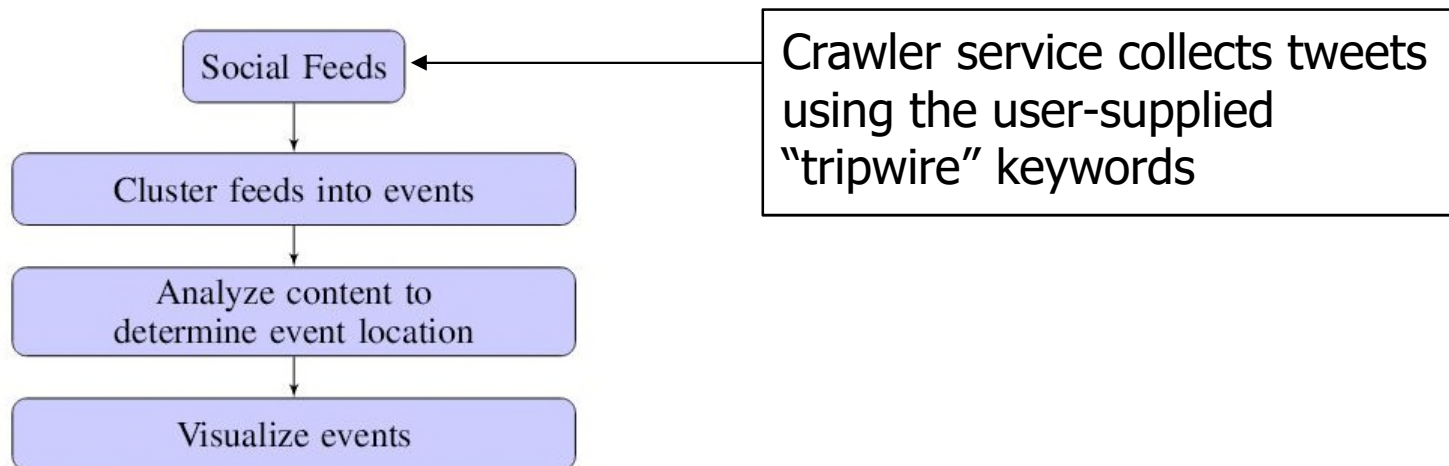 Social Feeds
Crawler service collects tweets
using the user-supplied
“tripwire” keywords
Cluster feeds into events
Analyze content to
determine event location
Visualize events